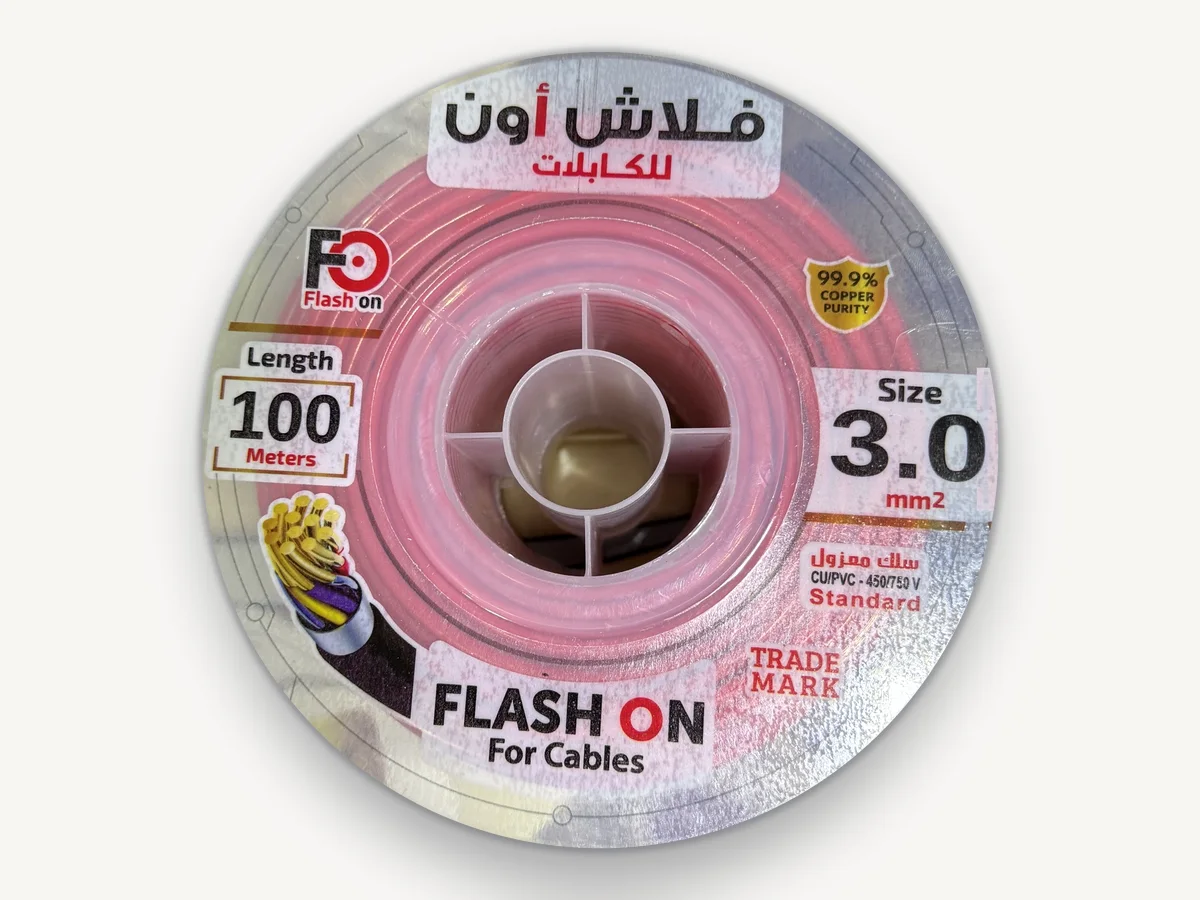 فلاش أون
للكابلات
FO
Flash on
99.9%
COPPER
PURITY
Length
100
Meters
Size
3.0
mm2
سلك معزول
CU/PVC - 450/750 V
Standard
TRADE
MARK
FLASH ON
For Cables